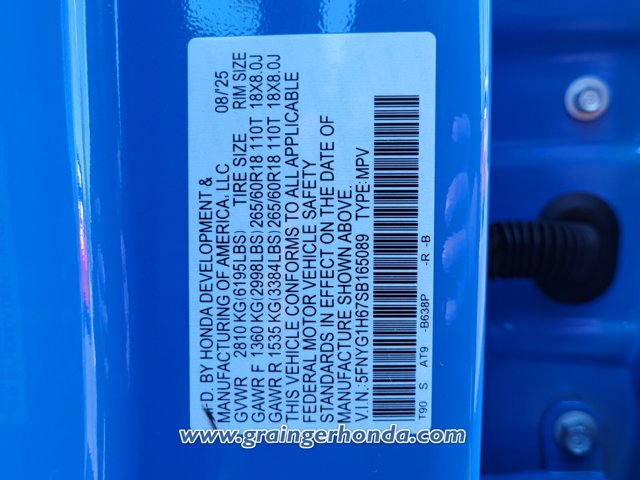 MFD. BY HONDA DEVELOPMENT &
MANUFACTURING OF AMERICA, LLC 08/'25
GVWR 2810 KG(6195LBS) TIRE SIZE RIM SIZE
GAWR F 1360 KG(2998LBS)265/60R18 110T 18X8.0J
GAWR R 1535 KG(3384LBS)265/60R18 110T 18X8.0J
THIS VEHICLE CONFORMS TO ALL APPLICABLE
FEDERAL MOTOR VEHICLE SAFETY
STANDARDS IN EFFECT ON THE DATE OF
MANUFACTURE SHOWN ABOVE.
V.I.N.:5FNYG1H67SB165089 TYPE:MPV
T90 S AT9 -B638P -R -B
www.graingerhonda.com